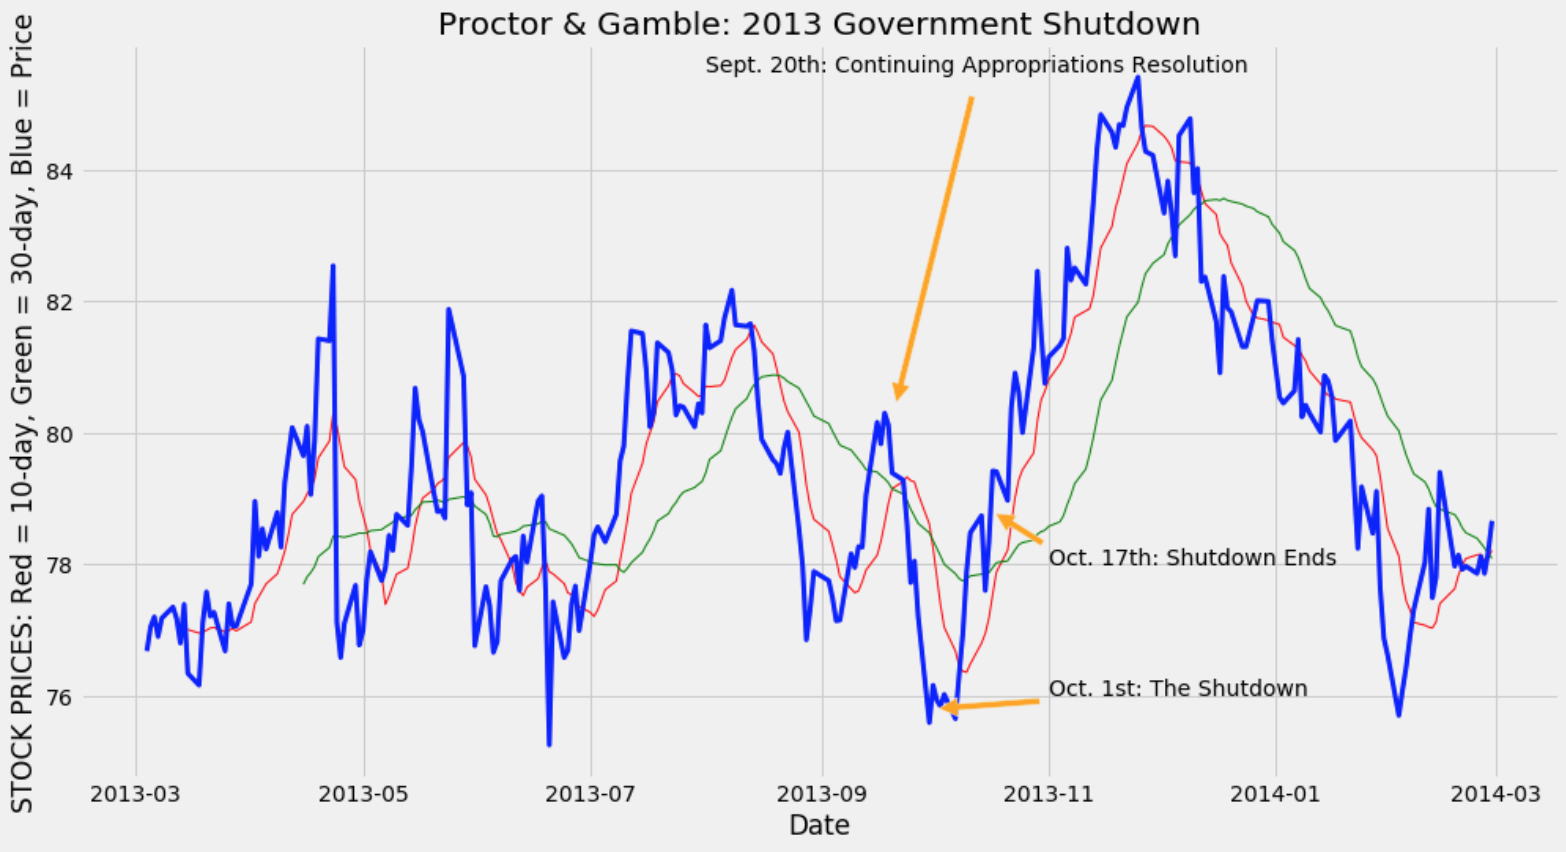 Proctor & Gamble: 2013 Government Shutdown
STOCK PRICES: Red = 10-day, Green = 30-day, Blue = Price
Sept. 20th: Continuing Appropriations Resolution
84
82
80
78
76
Oct. 17th: Shutdown Ends
Oct. 1st: The Shutdown
2013-03 2013-05 2013-07 2013-09 2013-11 2014-01 2014-03
Date